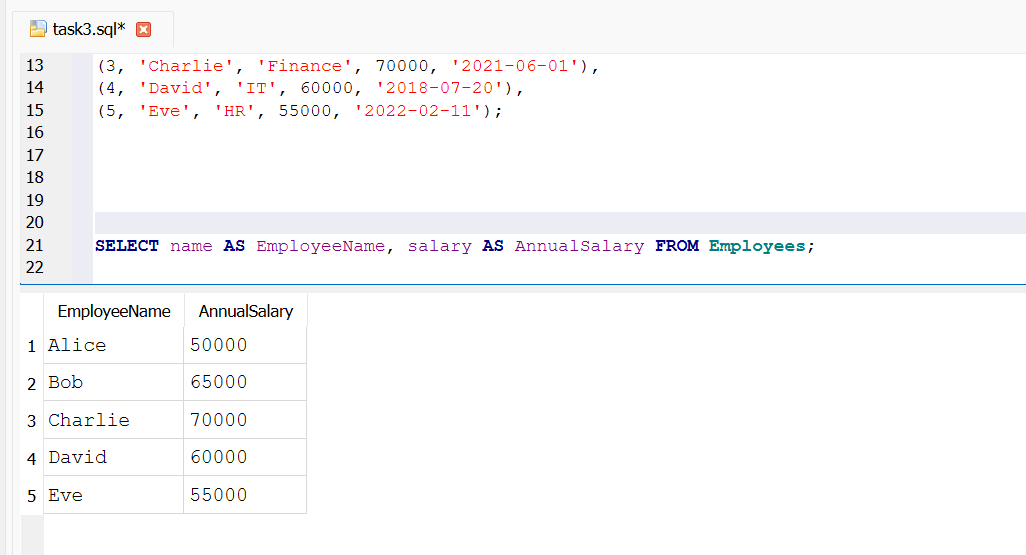 task3.sql*
13 (3, 'Charlie', 'Finance', 70000, '2021-06-01'),
14 (4, 'David', 'IT', 60000, '2018-07-20'),
15 (5, 'Eve', 'HR', 55000, '2022-02-11');
16
17
18
19
20
21 SELECT name AS EmployeeName, salary AS AnnualSalary FROM Employees;
22
EmployeeName AnnualSalary
1 Alice 50000
2 Bob 65000
3 Charlie 70000
4 David 60000
5 Eve 55000